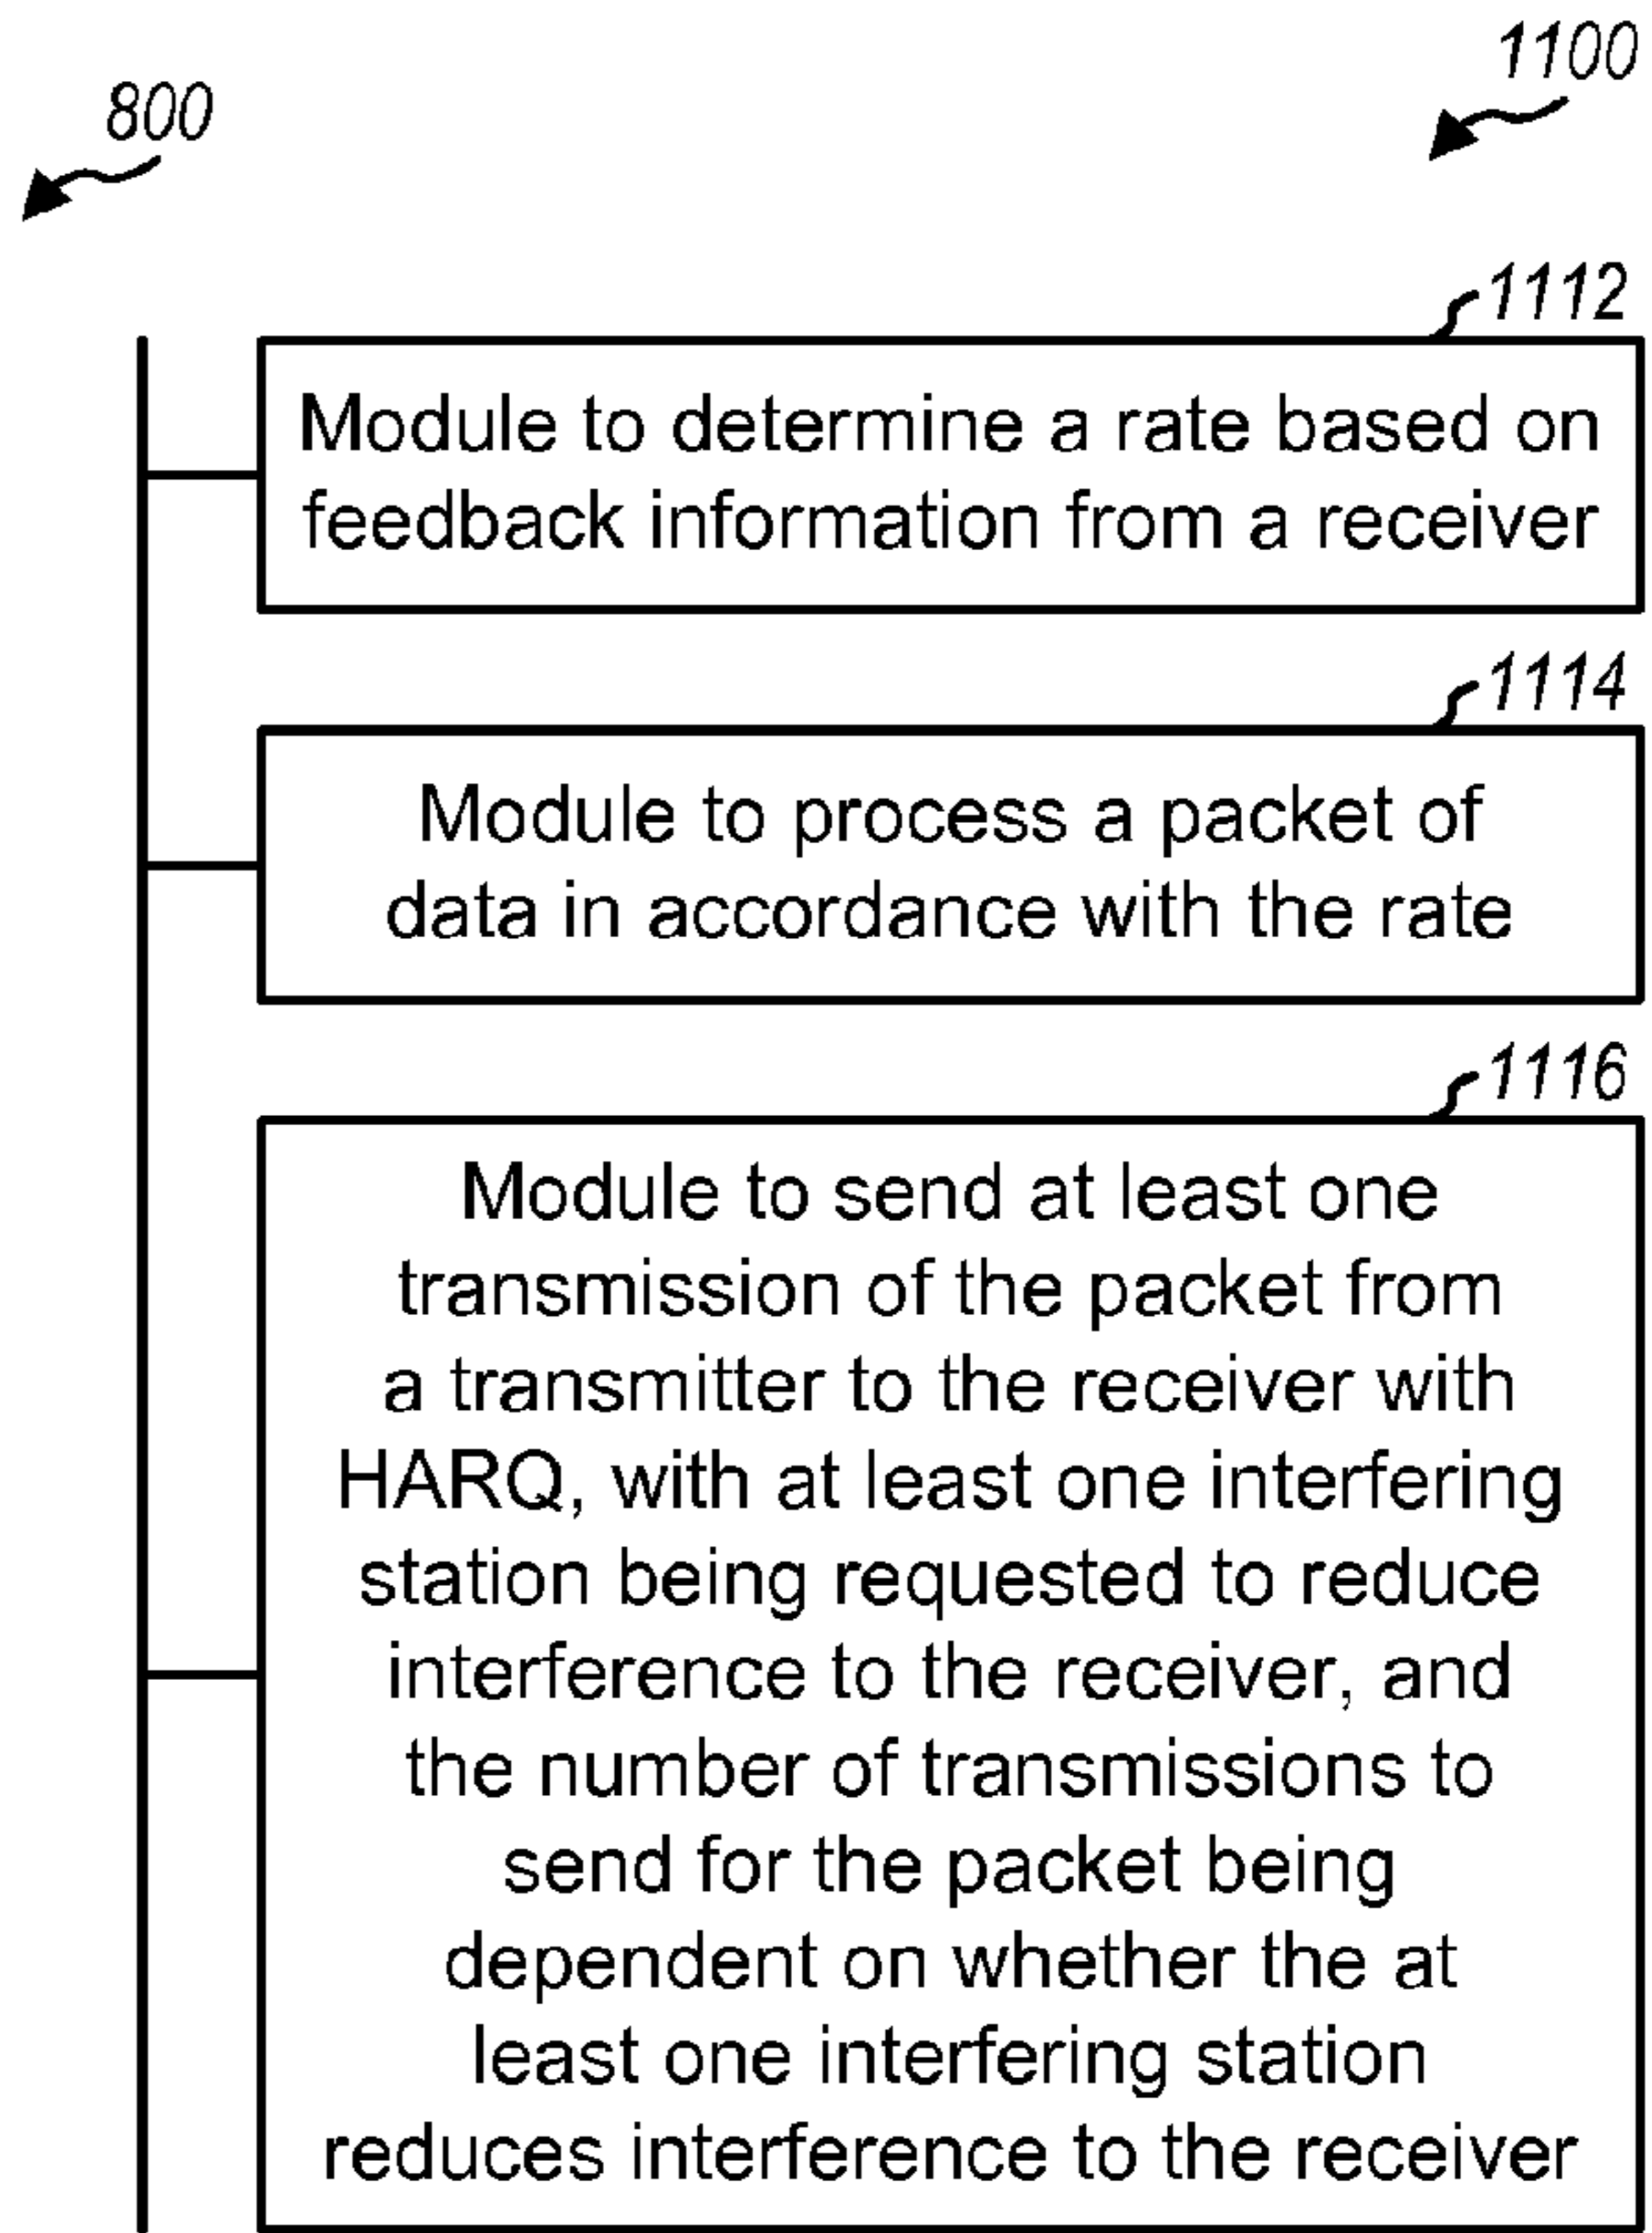 1100
800
1112
Module to determine a rate based on
feedback information from a receiver
1114
Module to process a packet of
data in accordance with the rate
1116
Module to send at least one
transmission of the packet from
a transmitter to the receiver with
HARQ, with at least one interfering
station being requested to reduce
interference to the receiver, and
the number of transmissions to
send for the packet being
dependent on whether the at
least one interfering station
reduces interference to the receiver